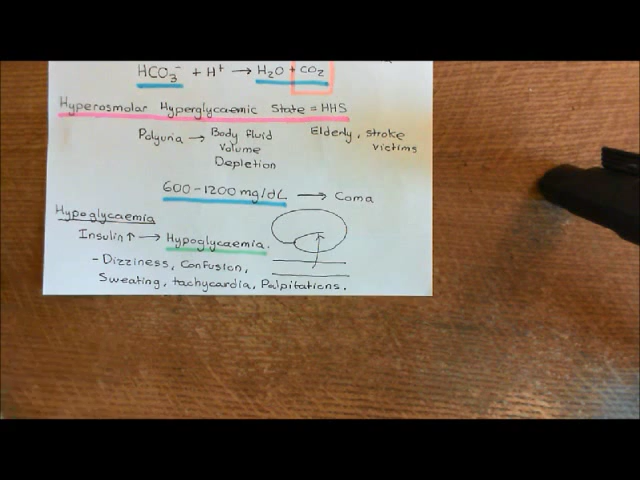 HCO₃⁻ + H⁺ → H₂O + CO₂
Hyperosmolar Hyperglycaemic State = HHS
Polyuria → Body fluid Volume Depletion
Elderly, stroke victims
600-1200 mg/dL → Coma
Hypoglycaemia
Insulin↑ → Hypoglycaemia.
- Dizziness, Confusion,
Sweating, tachycardia, Palpitations.